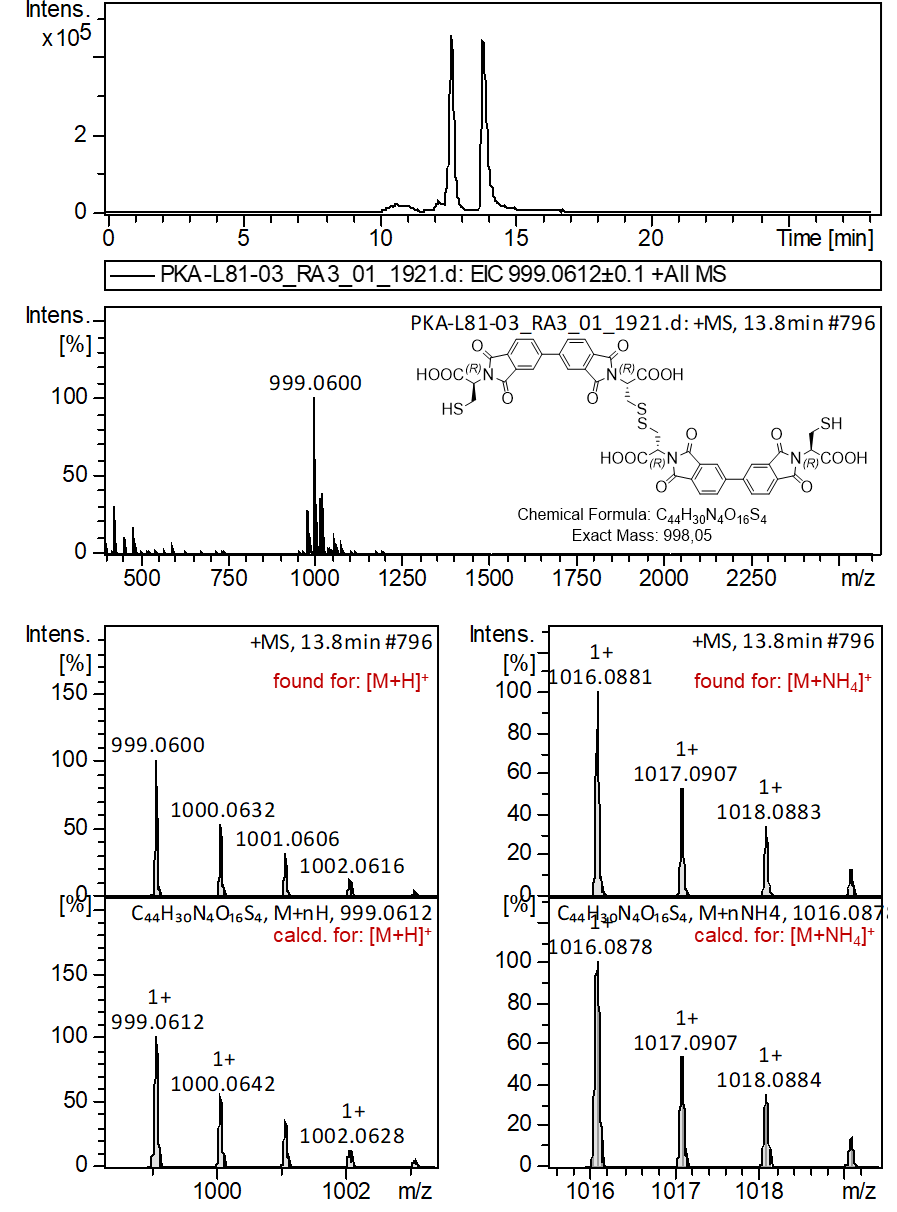 Intens.
x10⁵
2
0
0 5 10 15 20 Time [min]
PKA-L81-03_RA3_01_1921.d: EIC 999.0612±0.1 +All MS
Intens.
[%]
PKA-L81-03_RA3_01_1921.d: +MS, 13.8min #796
999.0600
100
50
0
O (R) O O O (R)
HOOC N N COOH
HS O O
S
S
O O SH
HOOC (R) N N (R) COOH
O O
Chemical Formula: C₄₄H₃₀N₄O₁₆S₄
Exact Mass: 998,05
500 750 1000 1250 1500 1750 2000 2250 m/z
Intens.
[%]
+MS, 13.8min #796
found for: [M+H]⁺
150
100
50
0
999.0600
1000.0632
1001.0606
1002.0616
[%]
C₄₄H₃₀N₄O₁₆S₄, M+nH, 999.0612
calcd. for: [M+H]⁺
150
100
50
0
1+
999.0612
1+
1000.0642
1+
1002.0628
1000 1002 m/z
Intens.
[%]
+MS, 13.8min #796
found for: [M+NH₄]⁺
100
80
60
40
20
0
1+
1016.0881
1+
1017.0907
1+
1018.0883
[%]
C₄₄H₃₀N₄O₁₆S₄, M+nNH4, 1016.087
calcd. for: [M+NH₄]⁺
100
80
60
40
20
0
1+
1016.0878
1+
1017.0907
1+
1018.0884
1016 1017 1018 m/z